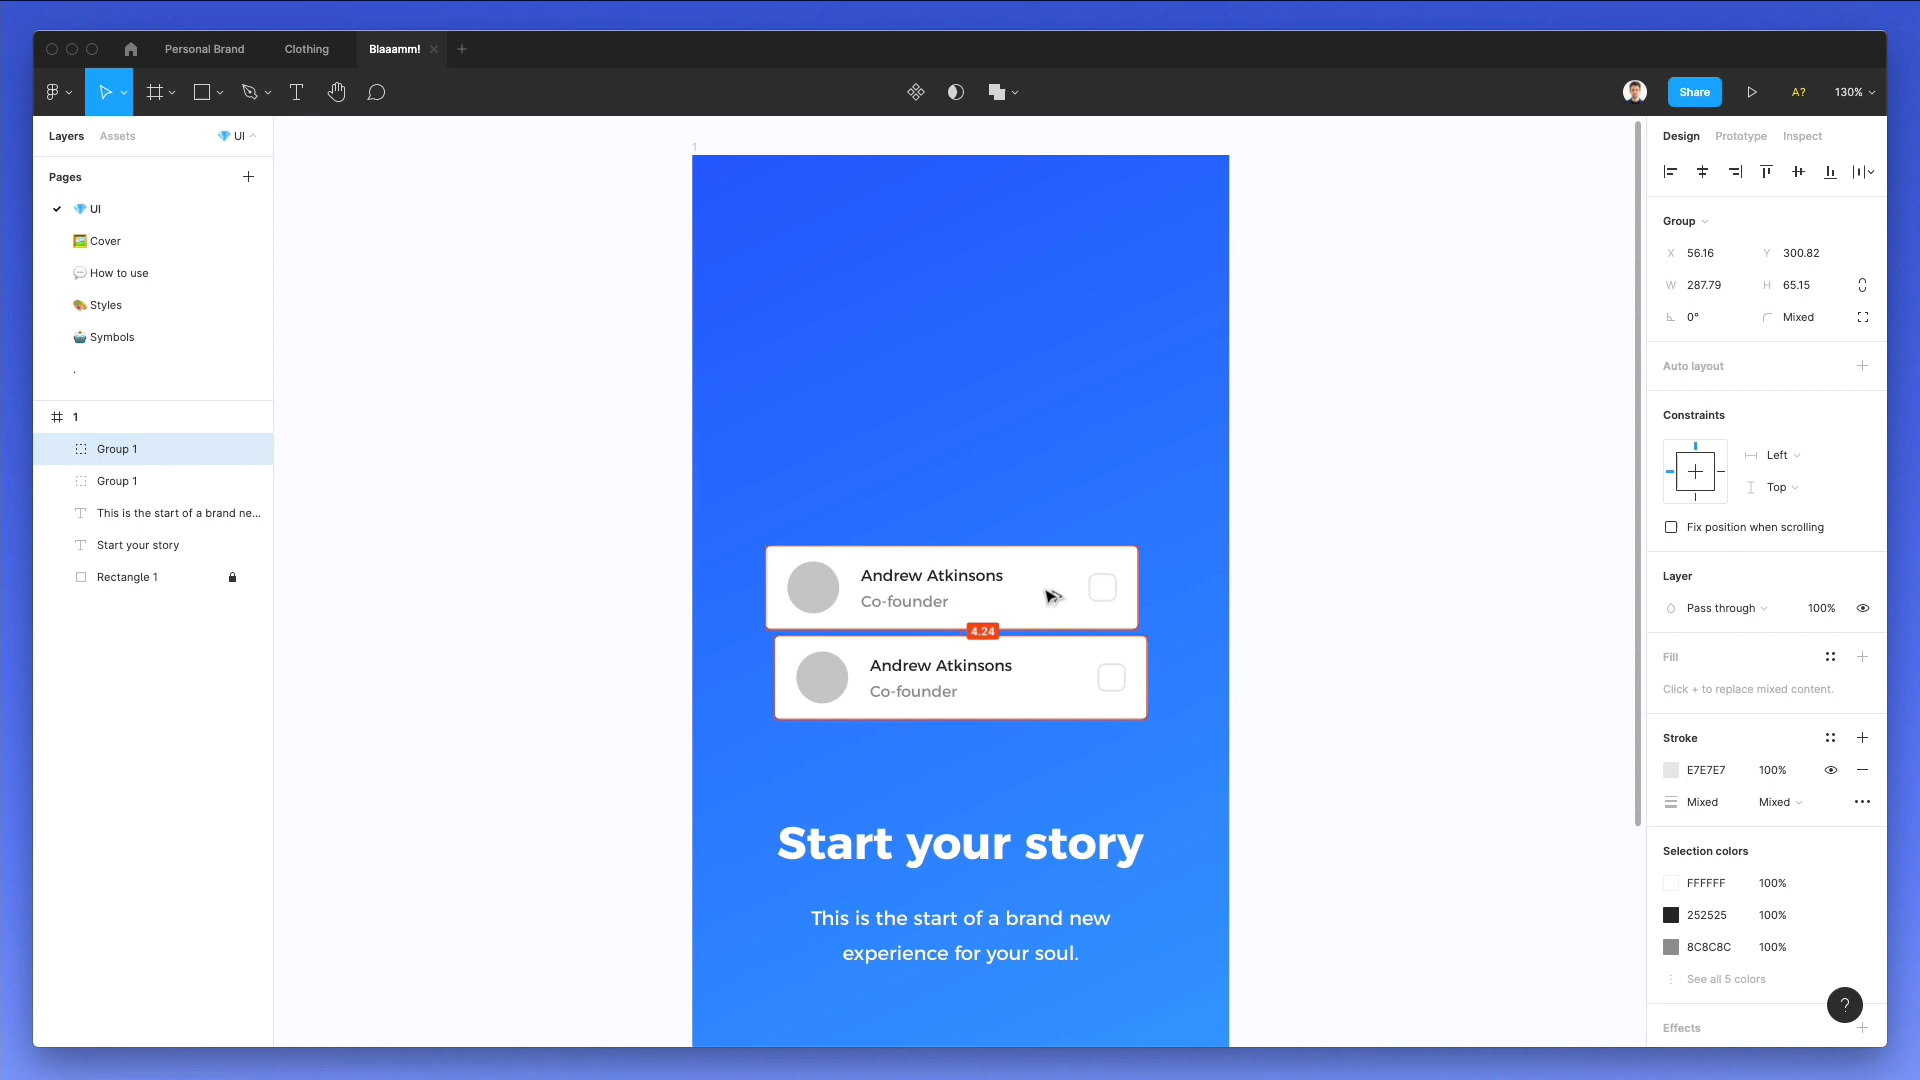 Personal Brand
Clothing
Blaaamm!
Share
A?
130%
Layers
Assets
UI
Pages
UI
Cover
How to use
Styles
Symbols
.
1
Group 1
Group 1
This is the start of a brand ne...
Start your story
Rectangle 1
1
Andrew Atkinsons
Co-founder
4.24
Andrew Atkinsons
Co-founder
Start your story
This is the start of a brand new
experience for your soul.
Design
Prototype
Inspect
Group
X 56.16 Y 300.82
W 287.79 H 65.15
0° Mixed
Auto layout
Constraints
Left
Top
Fix position when scrolling
Layer
Pass through 100%
Fill
Click + to replace mixed content.
Stroke
E7E7E7 100%
Mixed Mixed
Selection colors
FFFFFF 100%
252525 100%
8C8C8C 100%
See all 5 colors
?
Effects